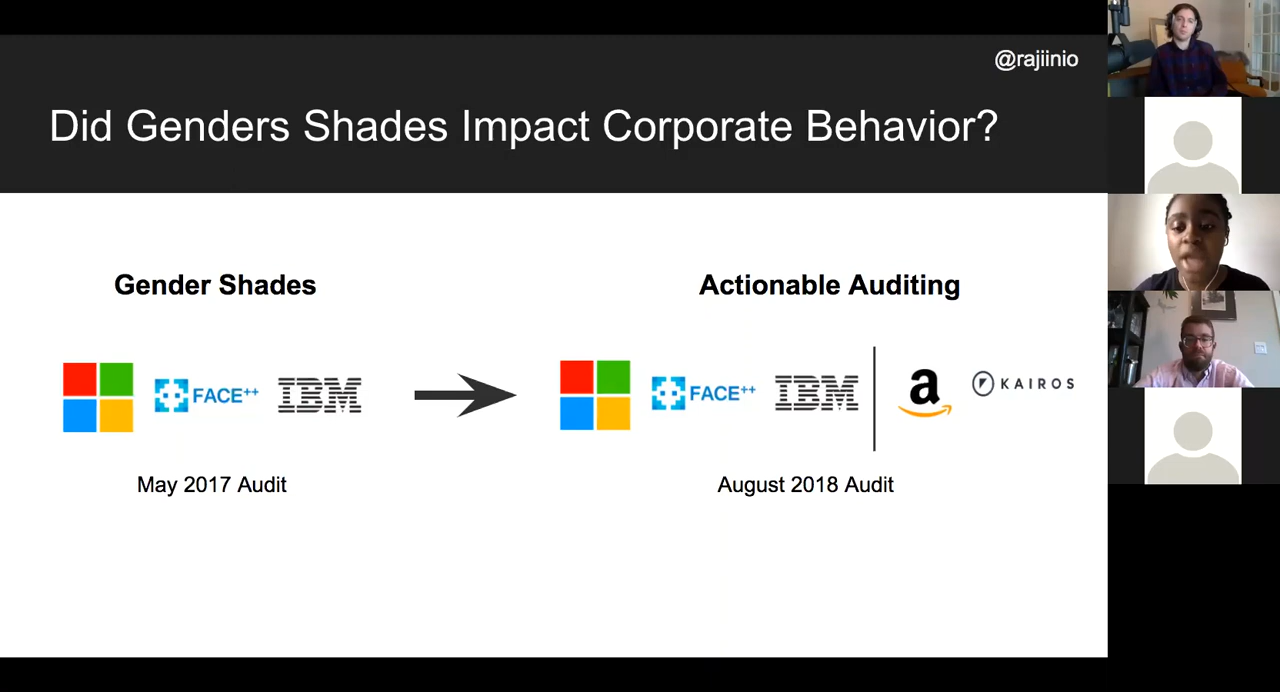 @rajiinio
Did Genders Shades Impact Corporate Behavior?
Gender Shades
Actionable Auditing
FACE++ IBM
FACE++ IBM a KAIROS
May 2017 Audit
August 2018 Audit